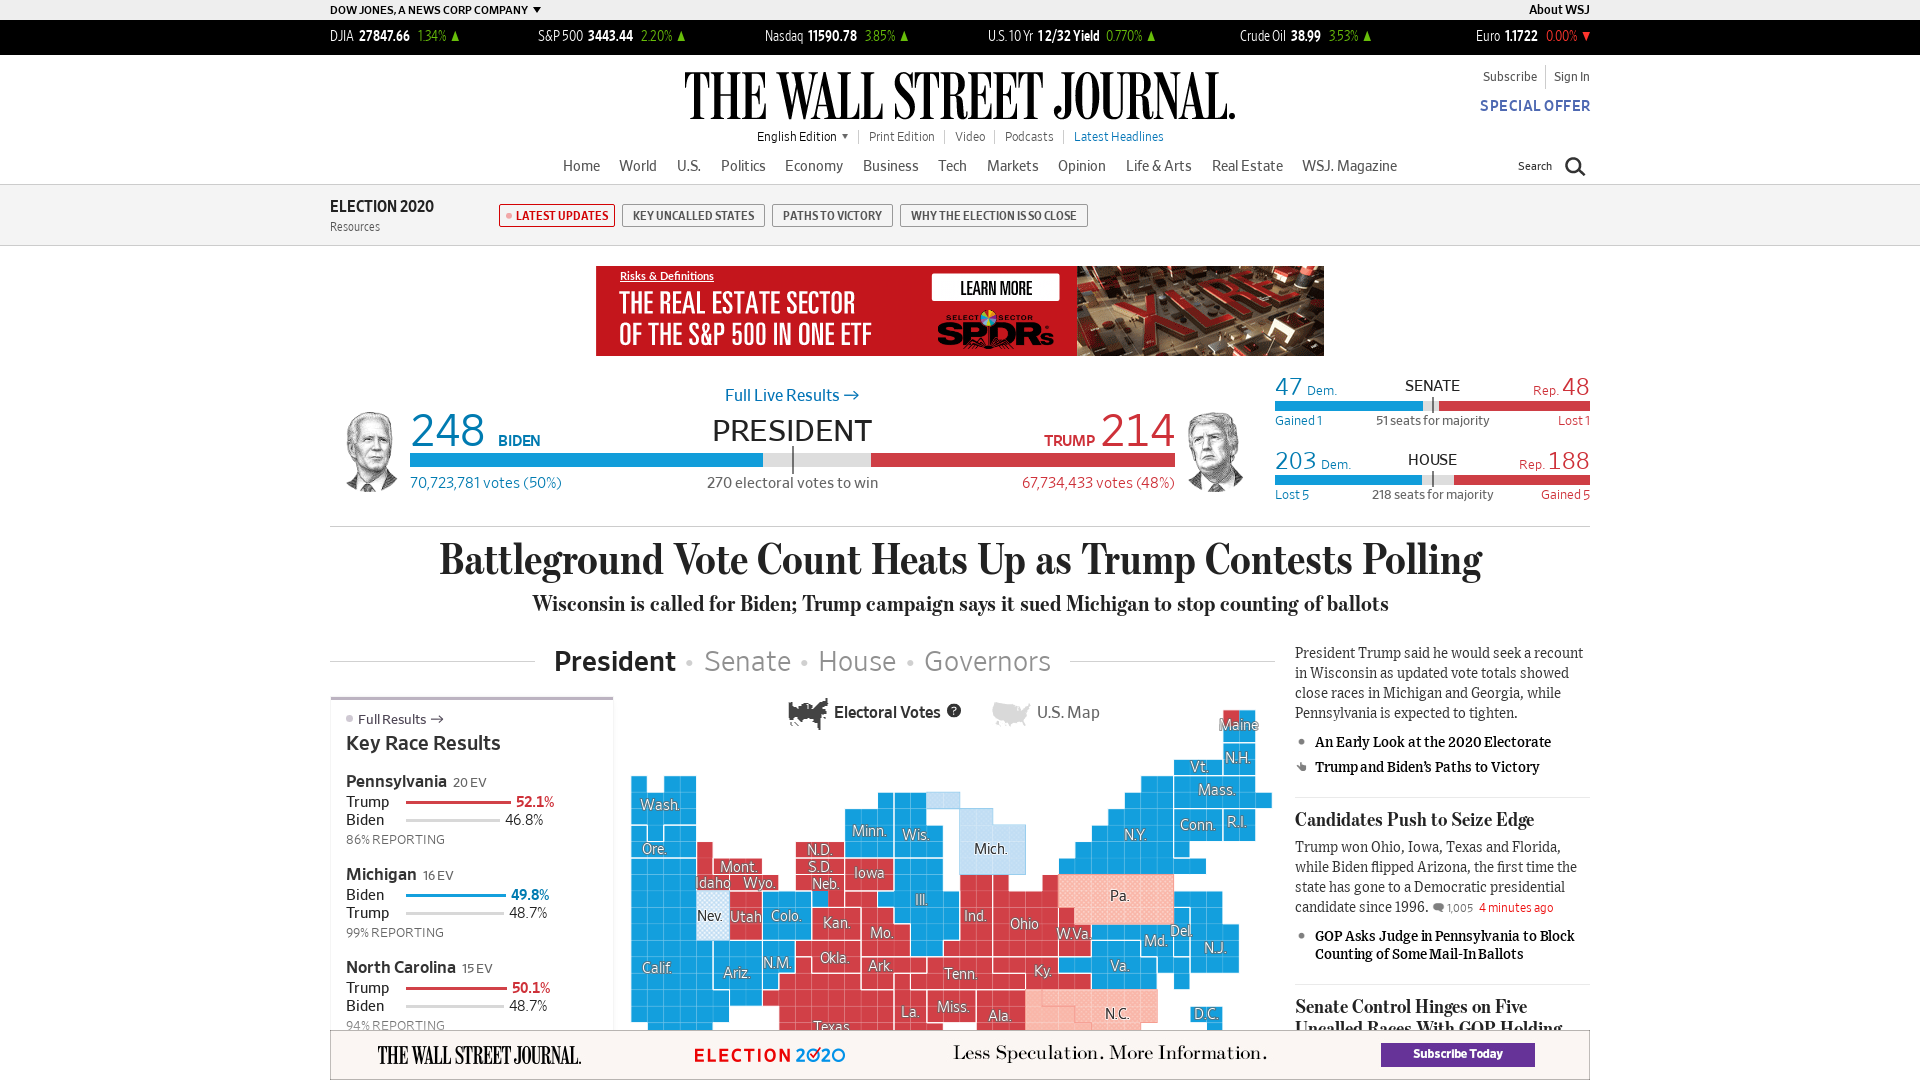 DOW JONES, A NEWS CORP COMPANY
About WSJ
DJIA 27847.66 1.34%
S&P 500 3443.44 2.20%
Nasdaq 11590.78 3.85%
U.S. 10 Yr 12/32 Yield 0.770%
Crude Oil 38.99 3.53%
Euro 1.1722 0.00%
THE WALL STREET JOURNAL.
Subscribe
Sign In
SPECIAL OFFER
English Edition
Print Edition
Video
Podcasts
Latest Headlines
Home
World
U.S.
Politics
Economy
Business
Tech
Markets
Opinion
Life & Arts
Real Estate
WSJ. Magazine
Search
ELECTION 2020
Resources
LATEST UPDATES
KEY UNCALLED STATES
PATHS TO VICTORY
WHY THE ELECTION IS SO CLOSE
Risks & Definitions
THE REAL ESTATE SECTOR
OF THE S&P 500 IN ONE ETF
LEARN MORE
SELECT SECTOR
SPDRs
XLRE
Full Live Results
248 BIDEN
PRESIDENT
TRUMP 214
70,723,781 votes (50%)
270 electoral votes to win
67,734,433 votes (48%)
47 Dem.
SENATE
Rep. 48
Gained 1
51 seats for majority
Lost 1
203 Dem.
HOUSE
Rep. 188
Lost 5
218 seats for majority
Gained 5
Battleground Vote Count Heats Up as Trump Contests Polling
Wisconsin is called for Biden; Trump campaign says it sued Michigan to stop counting of ballots
President
Senate
House
Governors
Full Results
Key Race Results
Pennsylvania 20 EV
Trump 52.1%
Biden 46.8%
86% REPORTING
Michigan 16 EV
Biden 49.8%
Trump 48.7%
99% REPORTING
North Carolina 15 EV
Trump 50.1%
Biden 48.7%
94% REPORTING
Electoral Votes ?
U.S. Map
Maine
Vt.
N.H.
Wash.
Mass.
Ore.
Minn.
Wis.
Mich.
N.Y.
Conn.
R.I.
Idaho
Mont.
Wyo.
N.D.
S.D.
Neb.
Iowa
Nev.
Utah
Colo.
Kan.
Mo.
Ill.
Ind.
Ohio
Pa.
W.Va.
Md.
Del.
N.J.
Calif.
Ariz.
N.M.
Okla.
Ark.
Tenn.
Ky.
Va.
Texas
La.
Miss.
Ala.
N.C.
D.C.
President Trump said he would seek a recount
in Wisconsin as updated vote totals showed
close races in Michigan and Georgia, while
Pennsylvania is expected to tighten.
An Early Look at the 2020 Electorate
Trump and Biden’s Paths to Victory
Candidates Push to Seize Edge
Trump won Ohio, Iowa, Texas and Florida,
while Biden flipped Arizona, the first time the
state has gone to a Democratic presidential
candidate since 1996. 1,005 4 minutes ago
GOP Asks Judge in Pennsylvania to Block
Counting of Some Mail-In Ballots
Senate Control Hinges on Five
Uncalled Races With GOP Holding
THE WALL STREET JOURNAL.
ELECTION 2020
Less Speculation. More Information.
Subscribe Today